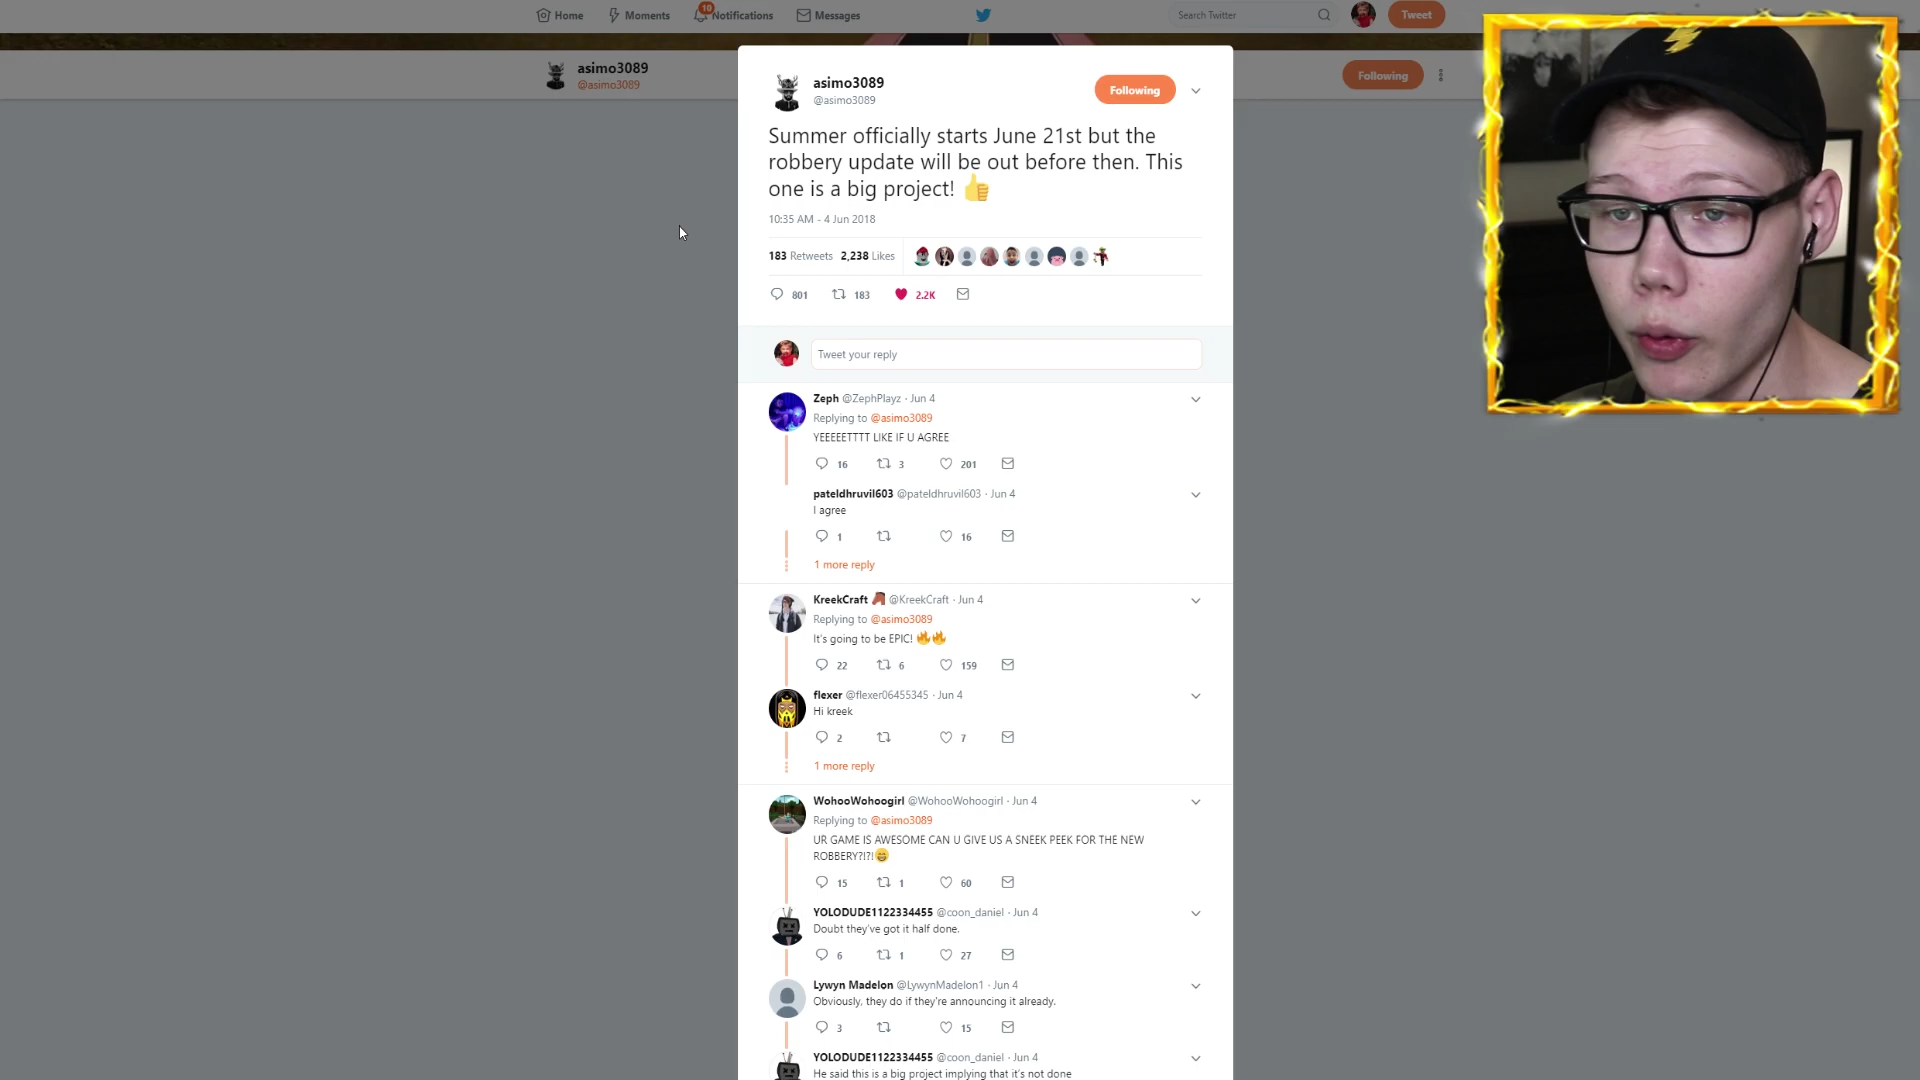 Home
Moments
10
Notifications
Messages
Search Twitter
Tweet
asimo3089
@asimo3089
Following
asimo3089
@asimo3089
Following
Summer officially starts June 21st but the
robbery update will be out before then. This
one is a big project! 👍
10:35 AM - 4 Jun 2018
183 Retweets 2,238 Likes
801 183 2.2K
Tweet your reply
Zeph @ZephPlayz · Jun 4
Replying to @asimo3089
YEEEEETTTT LIKE IF U AGREE
16 3 201
pateldhruvil603 @pateldhruvil603 · Jun 4
I agree
1 16
1 more reply
KreekCraft 🐴 @KreekCraft · Jun 4
Replying to @asimo3089
It's going to be EPIC! 🔥🔥
22 6 159
flexer @flexer06455345 · Jun 4
Hi kreek
2 7
1 more reply
WohooWohoogirl @WohooWohoogirl · Jun 4
Replying to @asimo3089
UR GAME IS AWESOME CAN U GIVE US A SNEEK PEEK FOR THE NEW
ROBBERY?!?!😁
15 1 60
YOLODUDE1122334455 @coon_daniel · Jun 4
Doubt they've got it half done.
6 1 27
Lywyn Madelon @LywynMadelon1 · Jun 4
Obviously, they do if they're announcing it already.
3 15
YOLODUDE1122334455 @coon_daniel · Jun 4
He said this is a big project implying that it's not done